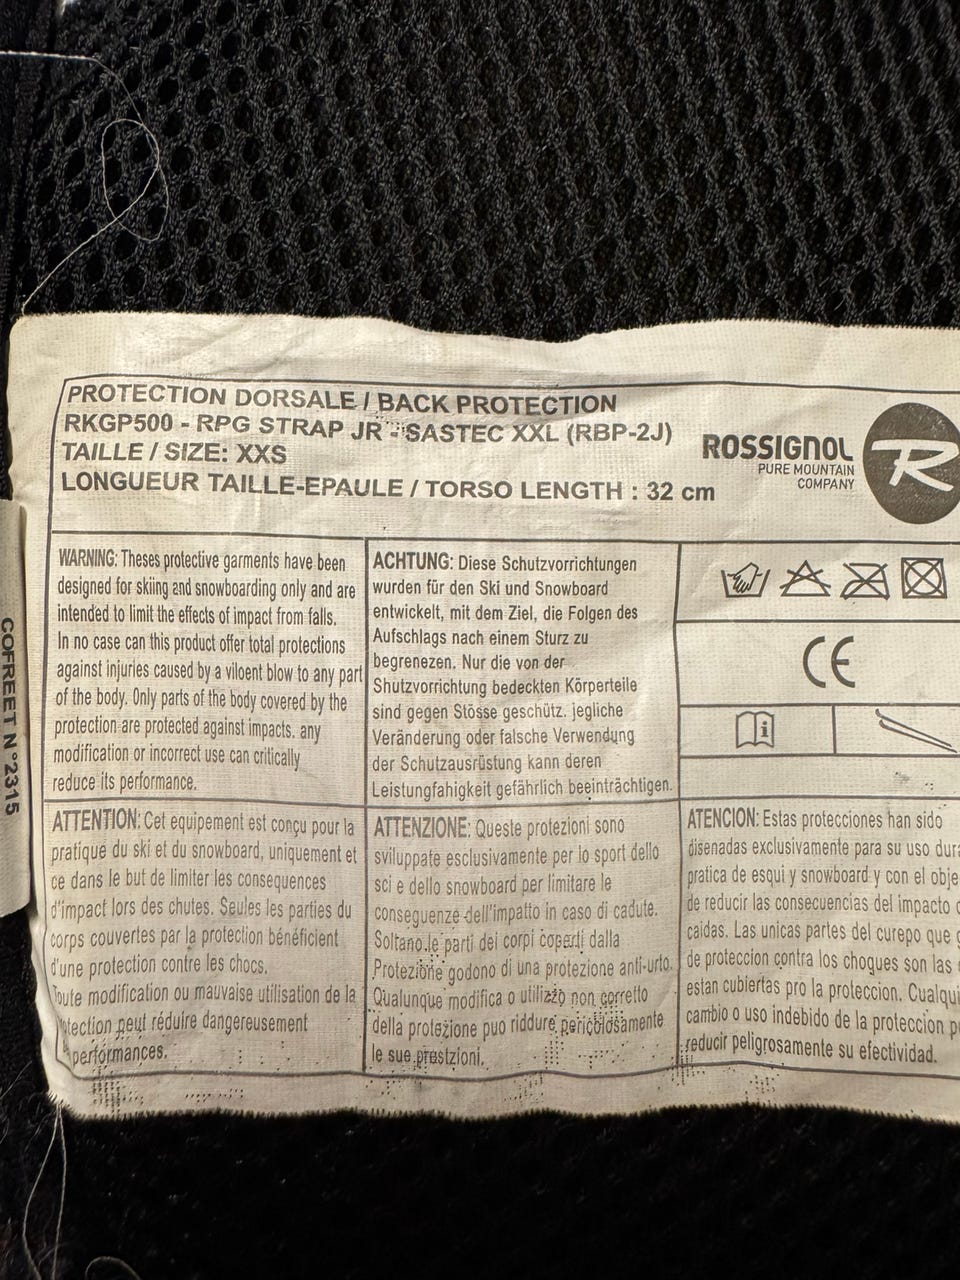 PROTECTION DORSALE / BACK PROTECTION
RKGP500 - RPG STRAP JR - SASTEC XXL (RBP-2J)
TAILLE / SIZE: XXS
LONGUEUR TAILLE-EPAULE / TORSO LENGTH : 32 cm
ROSSIGNOL
PURE MOUNTAIN
COMPANY
R
WARNING: Theses protective garments have been
designed for skiing and snowboarding only and are
intended to limit the effects of impact from falls.
In no case can this product offer total protections
against injuries caused by a viloent blow to any part
of the body. Only parts of the body covered by the
protection are protected against impacts. any
modification or incorrect use can critically
reduce its performance.
ACHTUNG: Diese Schutzvorrichtungen
wurden für den Ski und Snowboard
entwickelt, mit dem Ziel, die Folgen des
Aufschlags nach einem Sturz zu
begrenezen. Nur die von der
Shutzvorrichtung bedeckten Körperteile
sind gegen Stösse geschütz. jegliche
Veränderung oder falsche Verwendung
der Schutzausrüstung kann deren
Leistungfahigkeit gefährlich beeinträchtigen.
CE
i
ATTENTION: Cet equipement est conçu pour la
pratique du ski et du snowboard, uniquement et
ce dans le but de limiter les consequences
d'impact lors des chutes. Seules les parties du
corps couvertes par la protection bénéficient
d'une protection contre les chocs.
Toute modification ou mauvaise utilisation de la
tection peut réduire dangereusement
performances.
ATTENZIONE: Queste protezioni sono
sviluppate esclusivamente per lo sport dello
sci e dello snowboard per limitare le
conseguenze dell'impatto in caso di cadute.
Soltano le parti dei corpi coperti dalla
Protezione godono di una protezione anti-urto.
Qualunque modifica o utilizzo non corretto
della protezione puo riddure pericolosamente
le sue prestzioni.
ATENCION: Estas protecciones han sido
disenadas exclusivamente para su uso dura
pratica de esqui y snowboard y con el obje
de reducir las consecuencias del impacto
caidas. Las unicas partes del curepo que
de proteccion contra los choques son las
estan cubiertas pro la proteccion. Cualqui
cambio o uso indebido de la proteccion p
reducir peligrosamente su efectividad.
COFREET N°2315